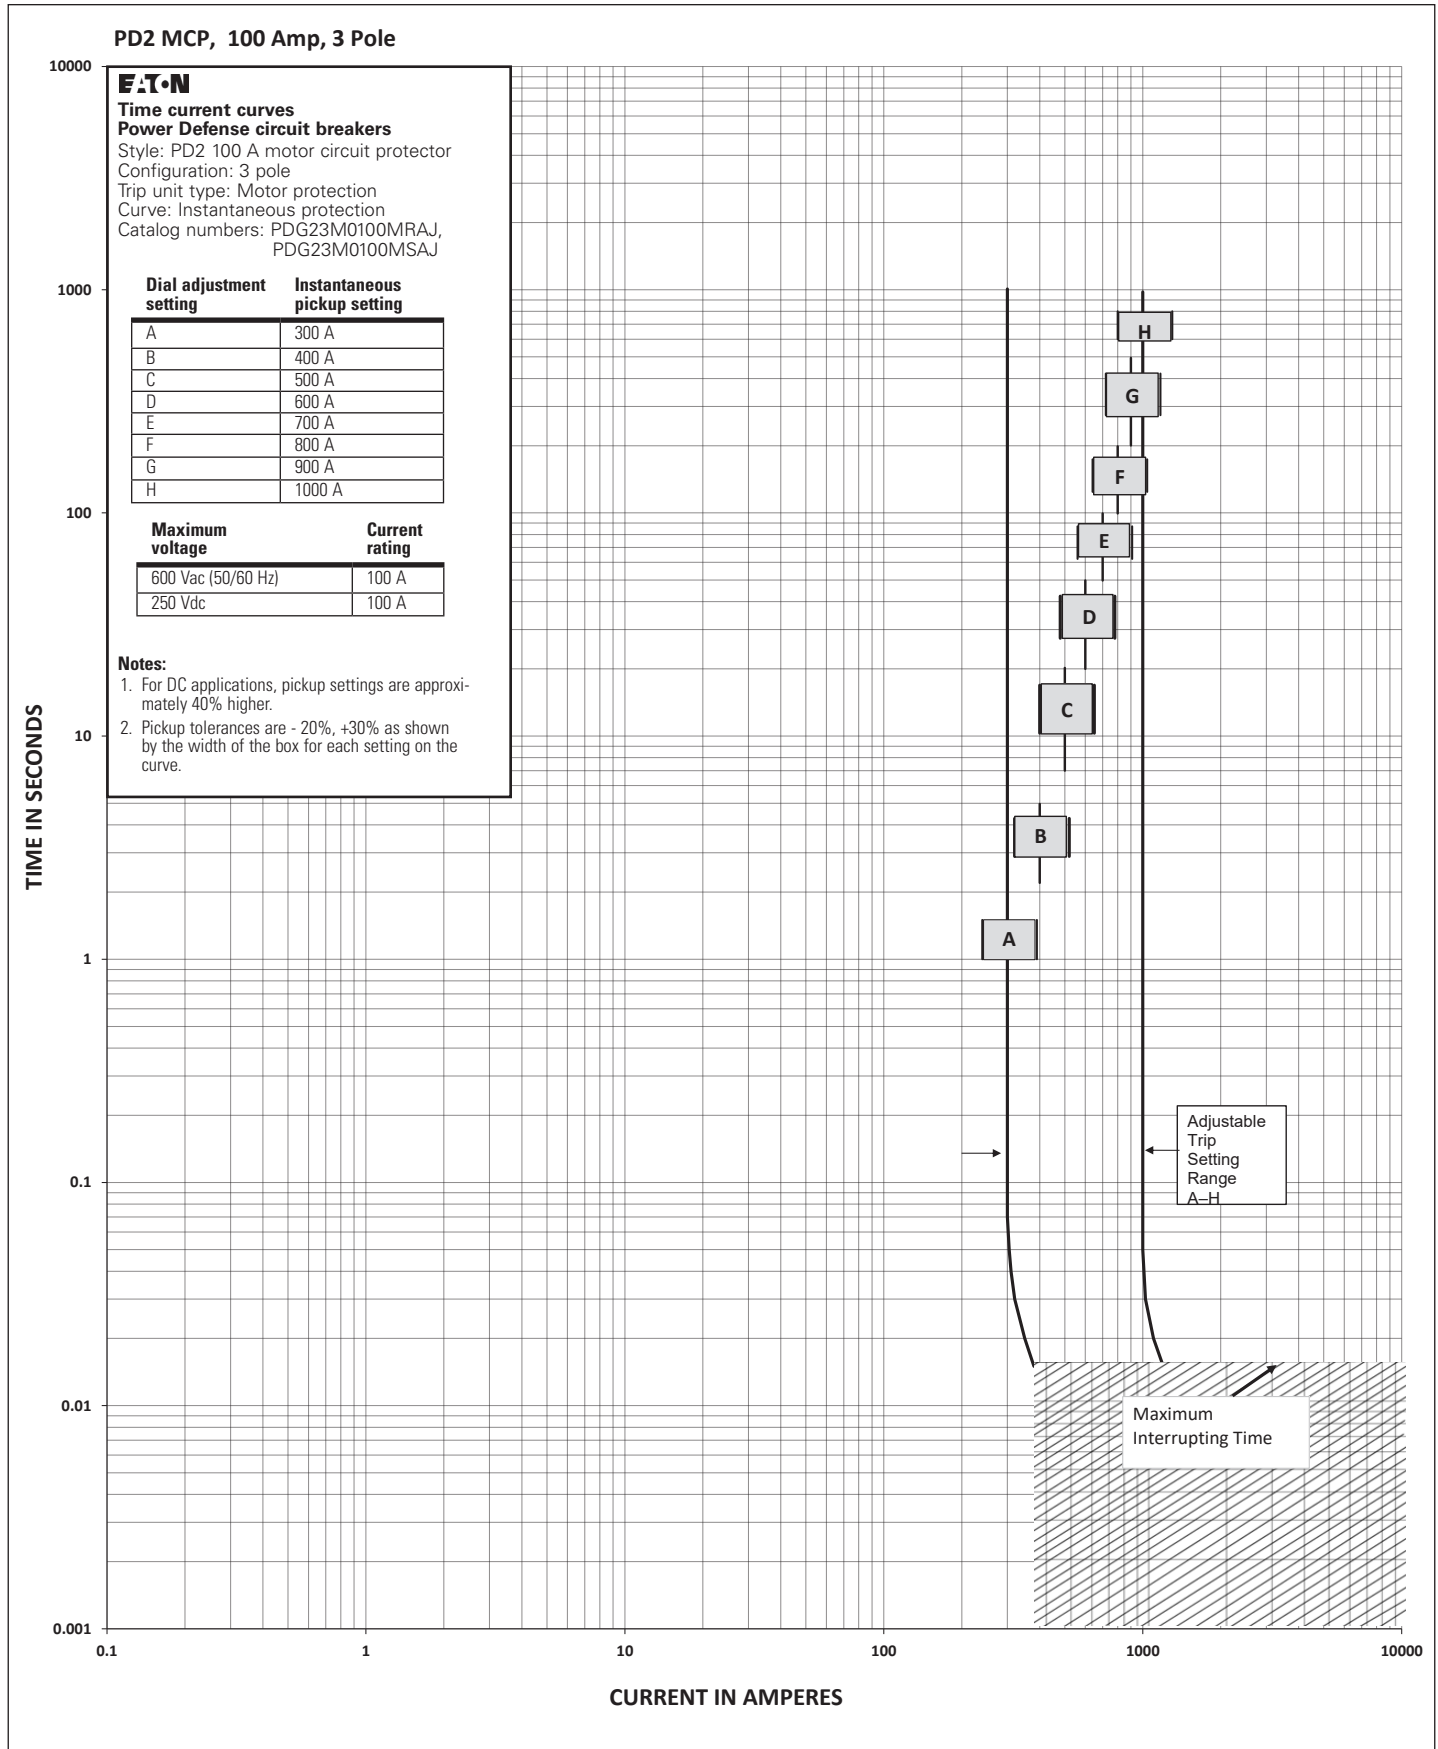 PD2 MCP, 100 Amp, 3 Pole
10000
1000
100
10
1
0.1
0.01
0.001
TIME IN SECONDS
EATON
Time current curves
Power Defense circuit breakers
Style: PD2 100 A motor circuit protector
Configuration: 3 pole
Trip unit type: Motor protection
Curve: Instantaneous protection
Catalog numbers: PDG23M0100MRAJ,
PDG23M0100MSAJ
Dial adjustment setting Instantaneous pickup setting
A 300 A
B 400 A
C 500 A
D 600 A
E 700 A
F 800 A
G 900 A
H 1000 A
Maximum voltage Current rating
600 Vac (50/60 Hz) 100 A
250 Vdc 100 A
Notes:
1. For DC applications, pickup settings are approxi-
mately 40% higher.
2. Pickup tolerances are - 20%, +30% as shown
by the width of the box for each setting on the
curve.
H
G
F
E
D
C
B
A
Adjustable
Trip
Setting
Range
A–H
Maximum
Interrupting Time
0.1 1 10 100 1000 10000
CURRENT IN AMPERES